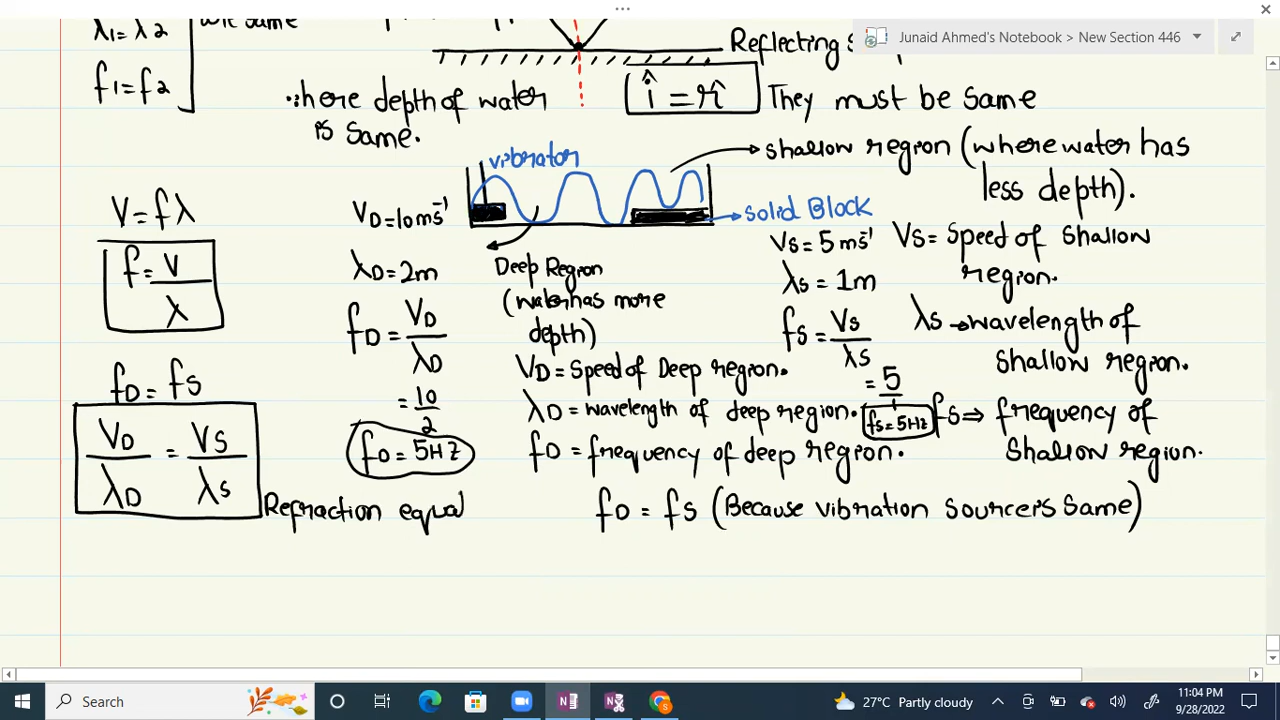 Junaid Ahmed's Notebook > New Section 446
λ1 = λ2
f1 = f2
same
Reflecting
∴ here depth of water
is same.
î = r̂
They must be same
vibrator
shallow region (where water has
less depth).
solid Block
V = fλ
f = V/λ
VD = 10ms⁻¹
λD = 2m
fD = VD/λD
= 10/2
fD = 5Hz
Deep Region
(water has more
depth)
VS = 5ms⁻¹
λS = 1m
fS = VS/λS
= 5/1
fS = 5Hz
VS = Speed of Shallow
region.
λS → wavelength of
Shallow region.
fS ⇒ frequency of
Shallow region.
VD = Speed of Deep region.
λD = wavelength of deep region.
fD = frequency of deep region.
fD = fS
VD/λD = VS/λS
Refraction equal
fD = fS (Because vibration source is Same)
Search
27°C Partly cloudy
11:04 PM
9/28/2022